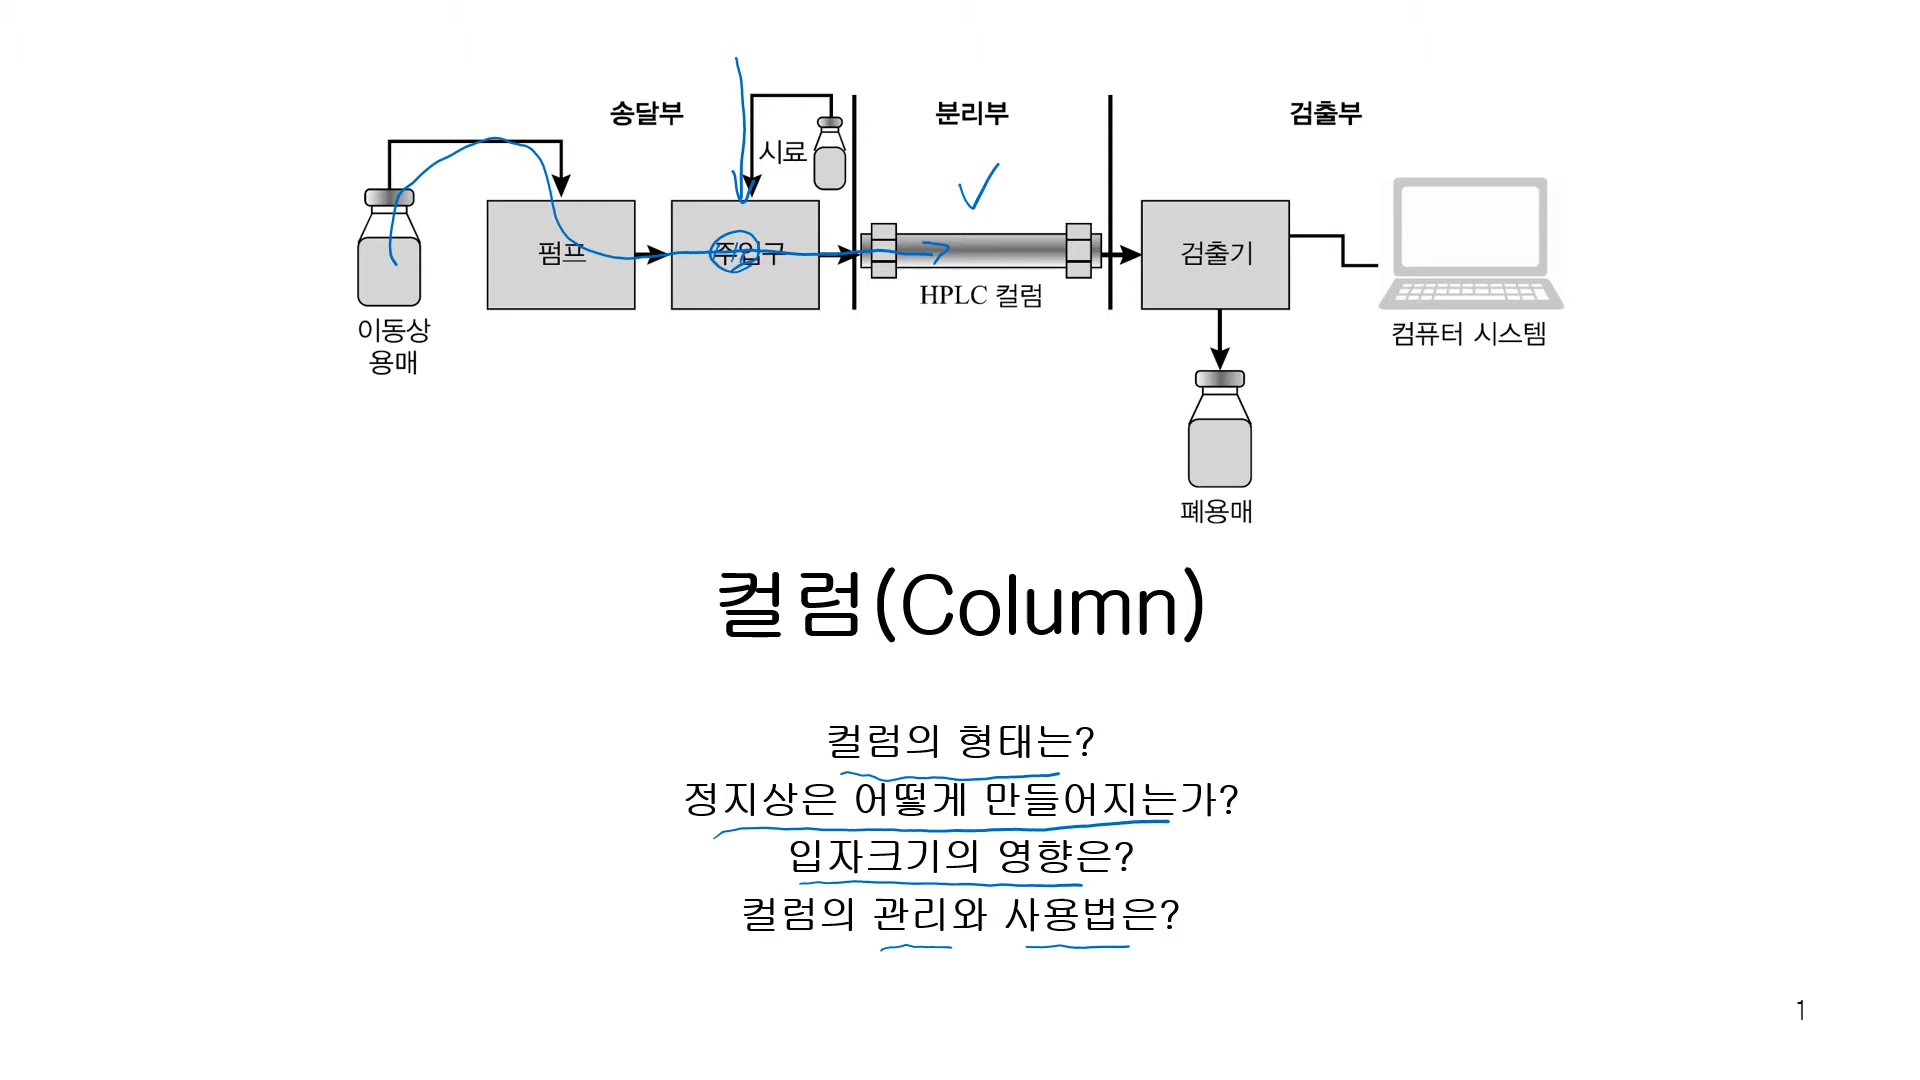 송달부
분리부
검출부
시료
펌프
주입구
검출기
HPLC 컬럼
이동상
용매
컴퓨터 시스템
폐용매
컬럼(Column)
컬럼의 형태는?
정지상은 어떻게 만들어지는가?
입자크기의 영향은?
컬럼의 관리와 사용법은?
1